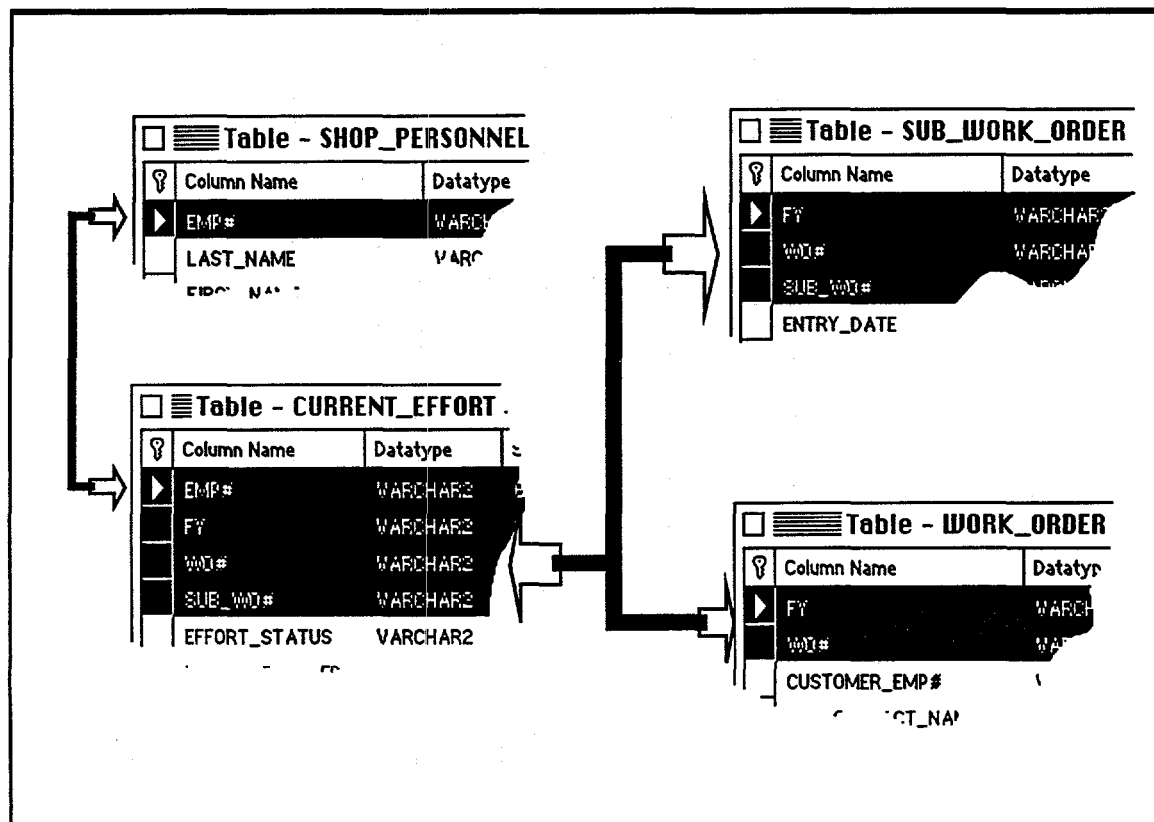 Table - SHOP_PERSONNEL
Column Name Datatype
EMP#
LAST_NAME
Table - SUB_WORK_ORDER
Column Name Datatype
FY VARCHAR2
WO#
SUB_WO#
ENTRY_DATE
Table - CURRENT_EFFORT
Column Name Datatype
EMP# VARCHAR2
FY VARCHAR2
WO# VARCHAR2
SUB_WO# VARCHAR2
EFFORT_STATUS VARCHAR2
Table - WORK_ORDER
Column Name
FY
WO#
CUSTOMER_EMP#